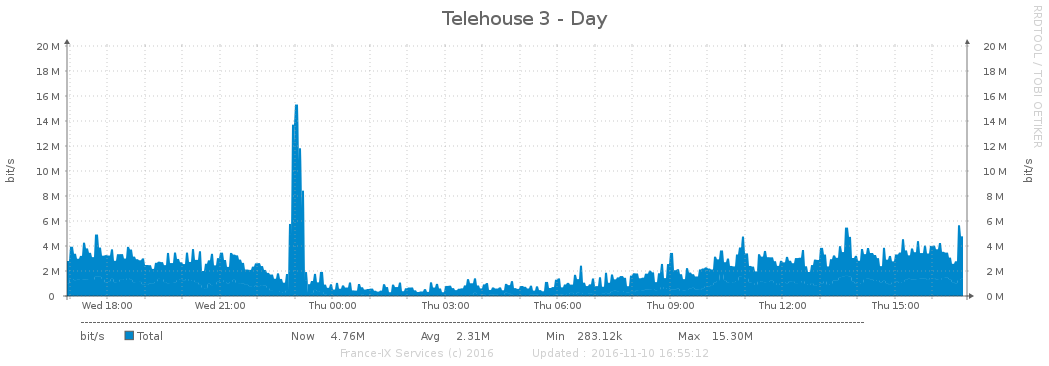 Telehouse 3 - Day
RRDTOOL / TOBI OETIKER
20 M 20 M
18 M 18 M
16 M 16 M
14 M 14 M
12 M 12 M
10 M 10 M
8 M 8 M
6 M 6 M
4 M 4 M
2 M 2 M
0 0 M
bit/s bit/s
Wed 18:00 Wed 21:00 Thu 00:00 Thu 03:00 Thu 06:00 Thu 09:00 Thu 12:00 Thu 15:00
bit/s Total Now 4.76M Avg 2.31M Min 283.12k Max 15.30M
France-IX Services (c) 2016 Updated : 2016-11-10 16:55:12